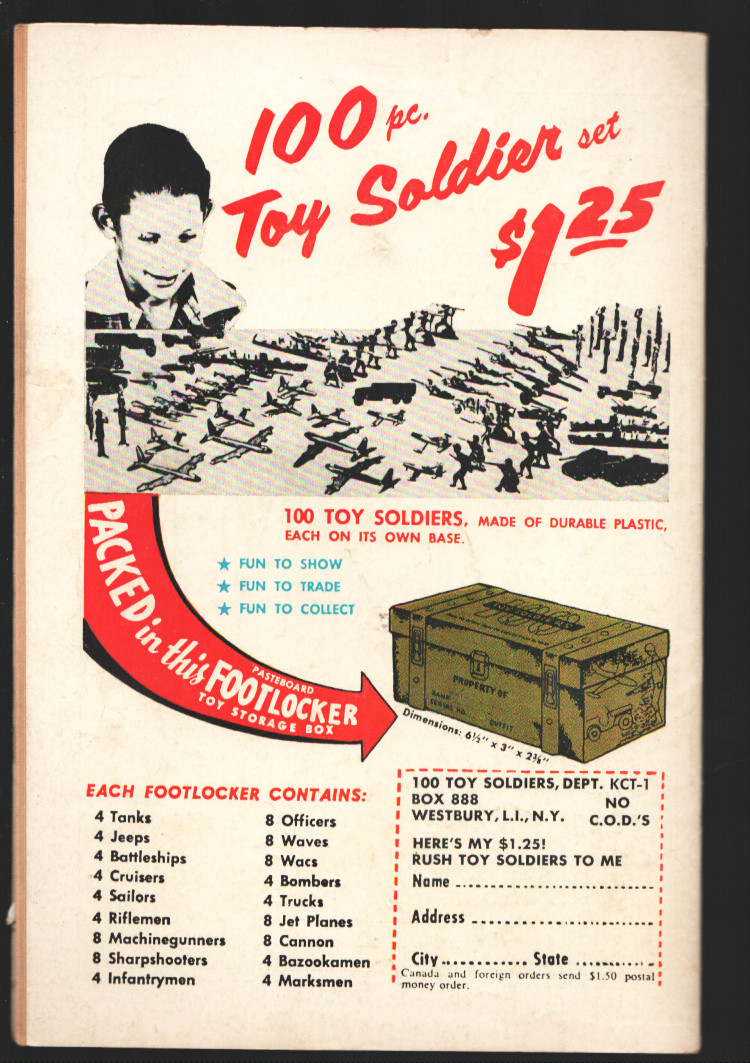 100 pc.
Toy Soldier set
$1.25
100 TOY SOLDIERS, MADE OF DURABLE PLASTIC,
EACH ON ITS OWN BASE.
★ FUN TO SHOW
★ FUN TO TRADE
★ FUN TO COLLECT
PACKED in this FOOTLOCKER
PASTEBOARD
TOY STORAGE BOX
PROPERTY OF
NAME
SERIAL NO.
OUTFIT
Dimensions: 6½" x 3" x 2⅜"
EACH FOOTLOCKER CONTAINS:
4 Tanks
4 Jeeps
4 Battleships
4 Cruisers
4 Sailors
4 Riflemen
8 Machinegunners
8 Sharpshooters
4 Infantrymen
8 Officers
8 Waves
8 Wacs
4 Bombers
4 Trucks
8 Jet Planes
8 Cannon
4 Bazookamen
4 Marksmen
100 TOY SOLDIERS, DEPT. KCT-1
BOX 888
WESTBURY, L.I., N.Y.
NO
C.O.D.'S
HERE'S MY $1.25!
RUSH TOY SOLDIERS TO ME
Name
Address
City ........... State ...........
Canada and foreign orders send $1.50 postal
money order.